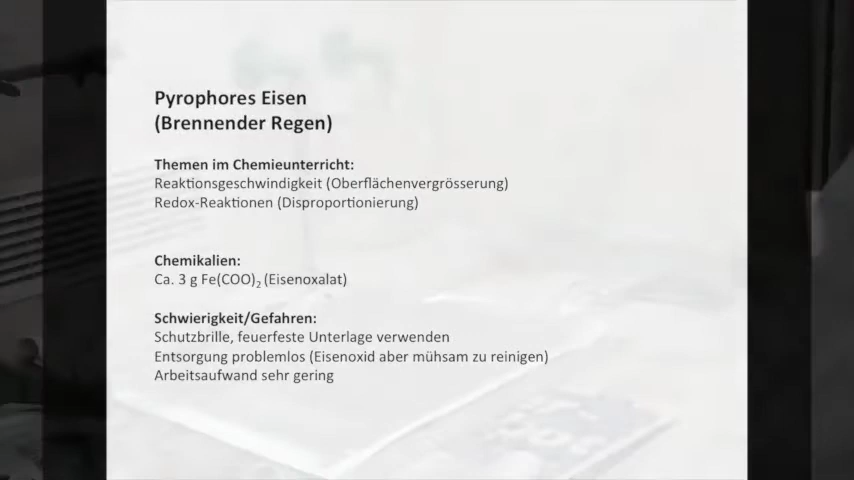 Pyrophores Eisen
(Brennender Regen)
Themen im Chemieunterricht:
Reaktionsgeschwindigkeit (Oberflächenvergrösserung)
Redox-Reaktionen (Disproportionierung)
Chemikalien:
Ca. 3 g Fe(COO)₂ (Eisenoxalat)
Schwierigkeit/Gefahren:
Schutzbrille, feuerfeste Unterlage verwenden
Entsorgung problemlos (Eisenoxid aber mühsam zu reinigen)
Arbeitsaufwand sehr gering